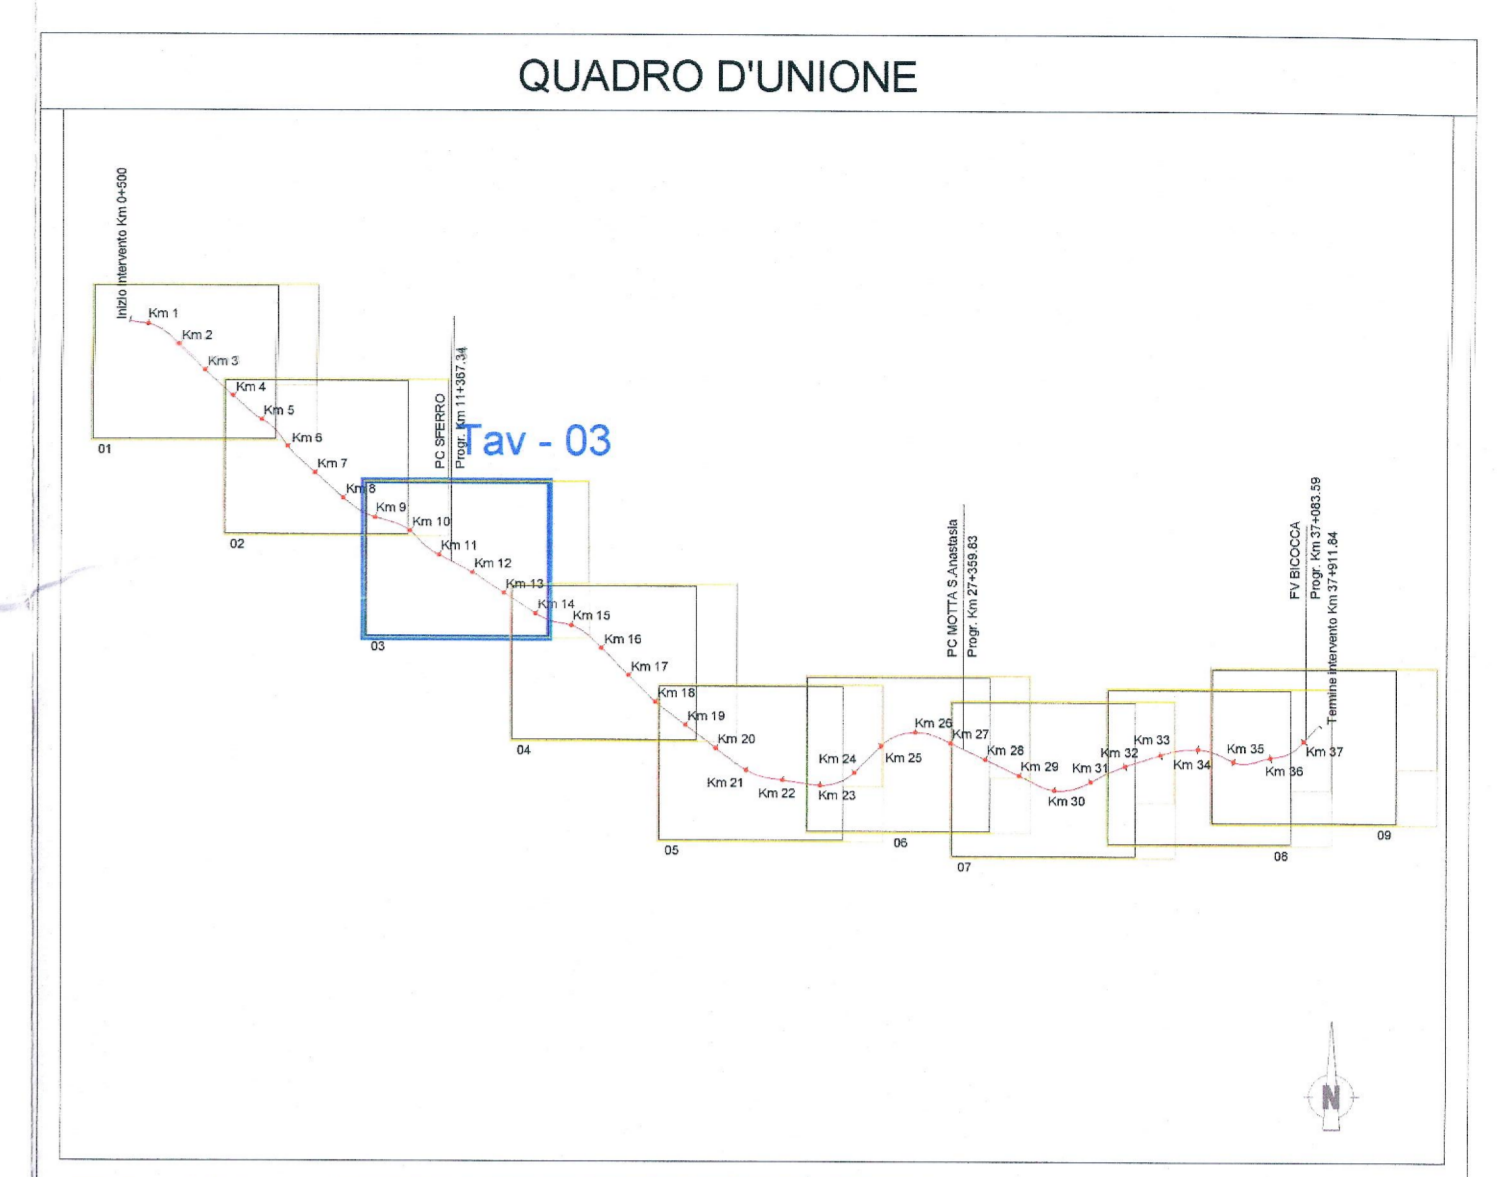 QUADRO D'UNIONE
Inizio Intervento Km 0+500
Km 1
Km 2
Km 3
Km 4
Km 5
Km 6
Km 7
Km 8
Km 9
Km 10
Km 11
Km 12
Km 13
Km 14
Km 15
Km 16
Km 17
Km 18
Km 19
Km 20
Km 21
Km 22
Km 23
Km 24
Km 25
Km 26
Km 27
Km 28
Km 29
Km 30
Km 31
Km 32
Km 33
Km 34
Km 35
Km 36
Km 37
01
02
03
04
05
06
07
08
09
PC SFERRO
Progr. Km 11+367.34
Tav - 03
PC MOTTA S.Anastasia
Progr. Km 27+359.83
FV BICOCCA
Progr. Km 37+083.59
Termine intervento Km 37+911.84
N